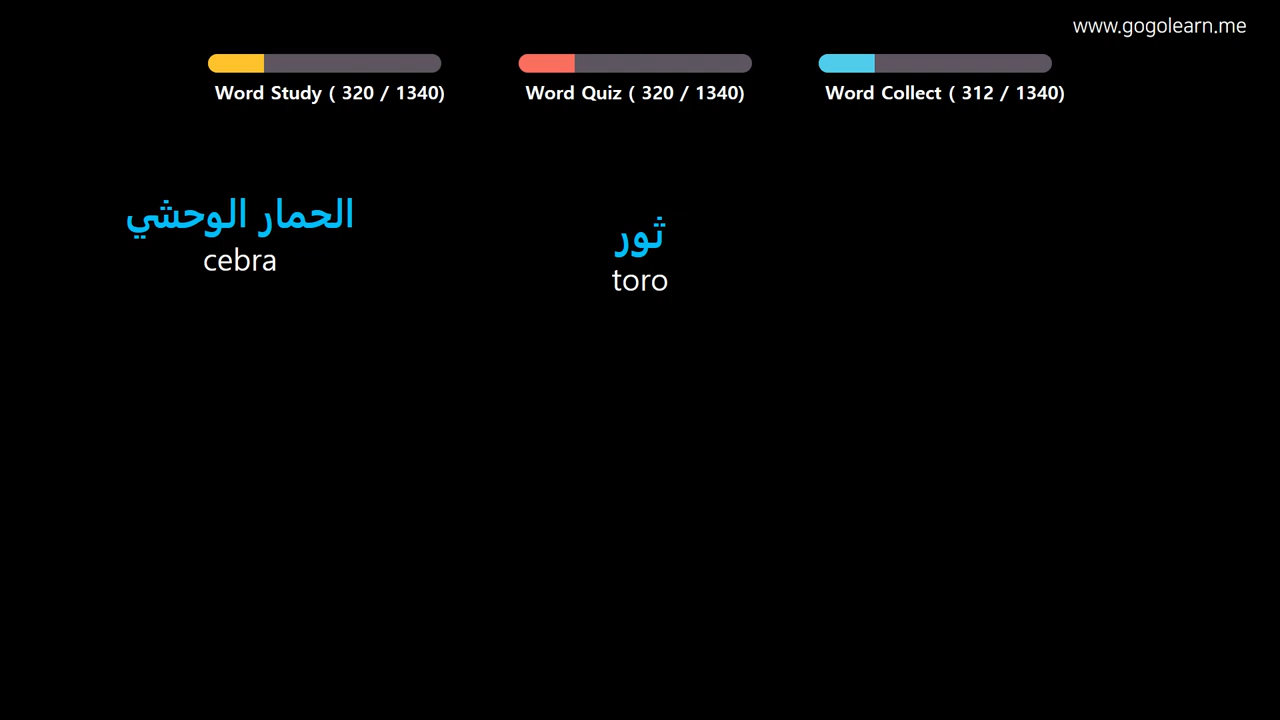 www.gogolearn.me
Word Study ( 320 / 1340)
Word Quiz ( 320 / 1340)
Word Collect ( 312 / 1340)
الحمار الوحشي
cebra
ثور
toro